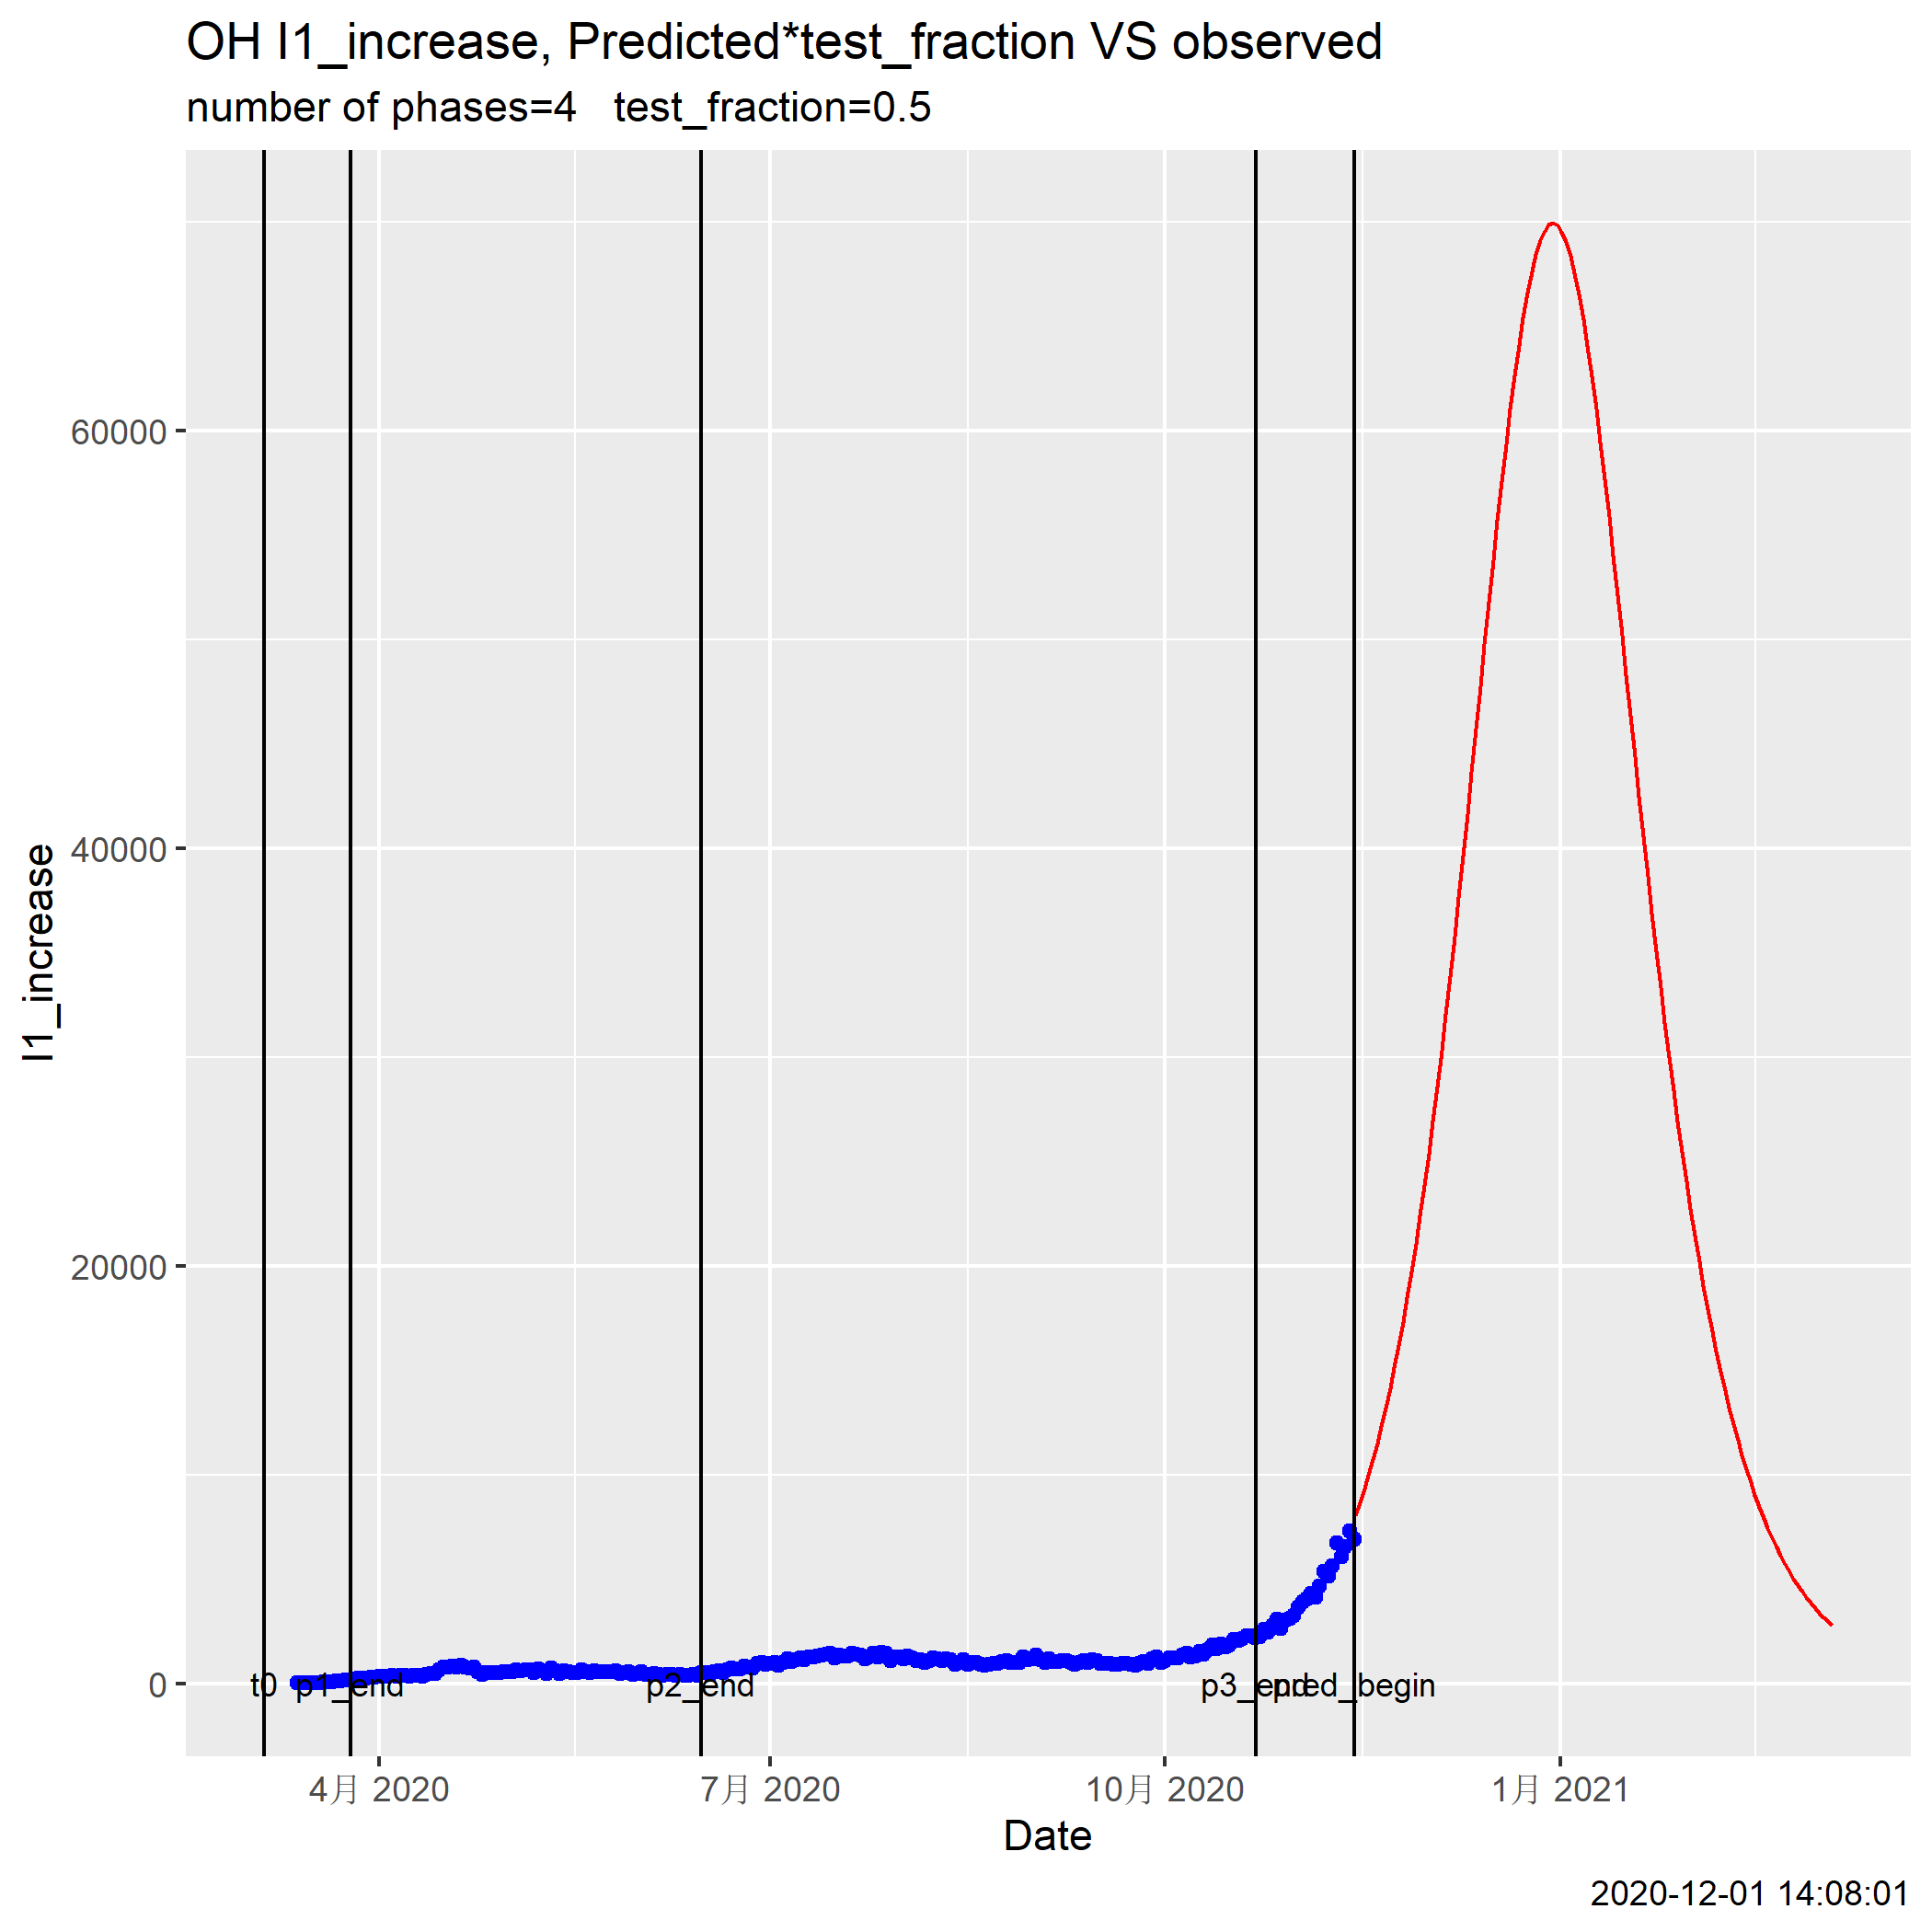 OH I1_increase, Predicted*test_fraction VS observed
number of phases=4 test_fraction=0.5
I1_increase
60000
40000
20000
0
t0 p1_end p2_end p3_end pred_begin
4月 2020 7月 2020 10月 2020 1月 2021
Date
2020-12-01 14:08:01